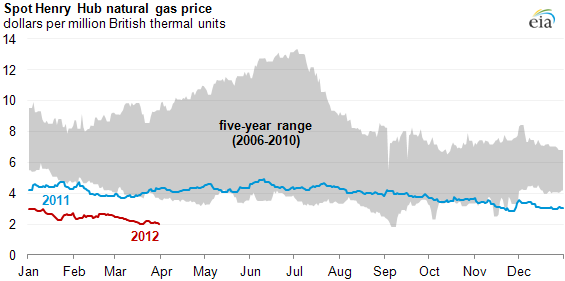 Spot Henry Hub natural gas price
dollars per million British thermal units
eia
14
12
10
8
6
4
2
0
five-year range
(2006-2010)
2011
2012
Jan Feb Mar Apr May Jun Jul Aug Sep Oct Nov Dec